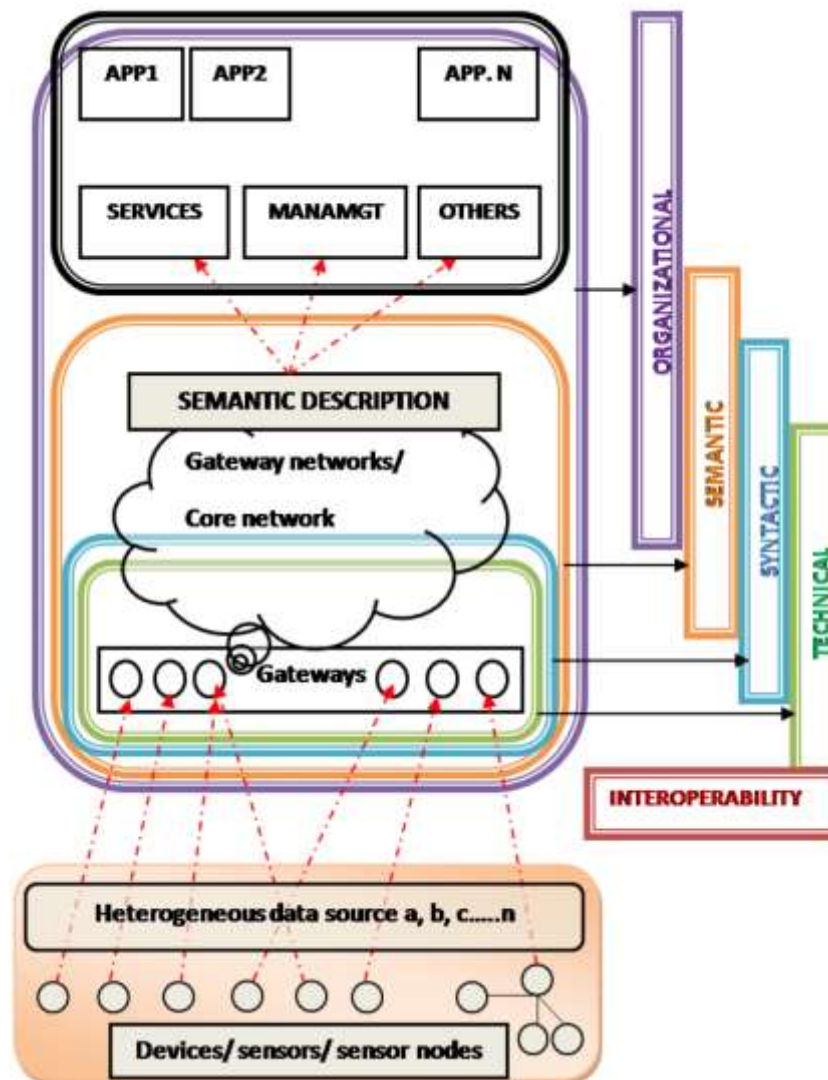 APP1 APP2 APP. N
SERVICES MANAMGT OTHERS
SEMANTIC DESCRIPTION
Gateway networks/
Core network
Gateways
Heterogeneous data source a, b, c.....n
Devices/ sensors/ sensor nodes
ORGANIZATIONAL
SEMANTIC
SYNTACTIC
TECHNICAL
INTEROPERABILITY